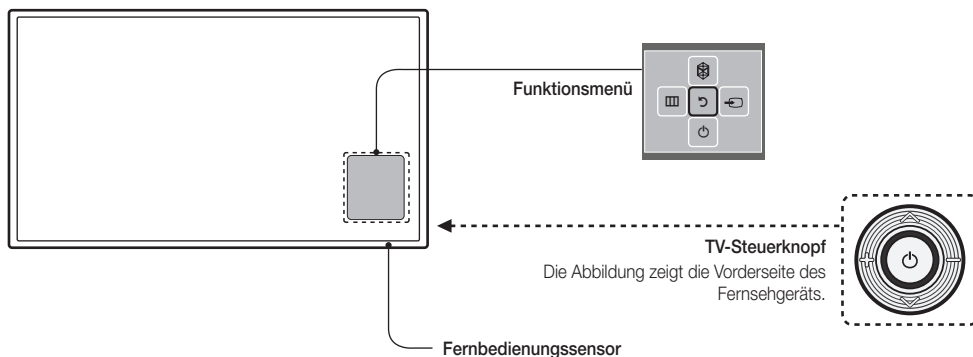 Funktionsmenü
TV-Steuerknopf
Die Abbildung zeigt die Vorderseite des
Fernsehgeräts.
Fernbedienungssensor